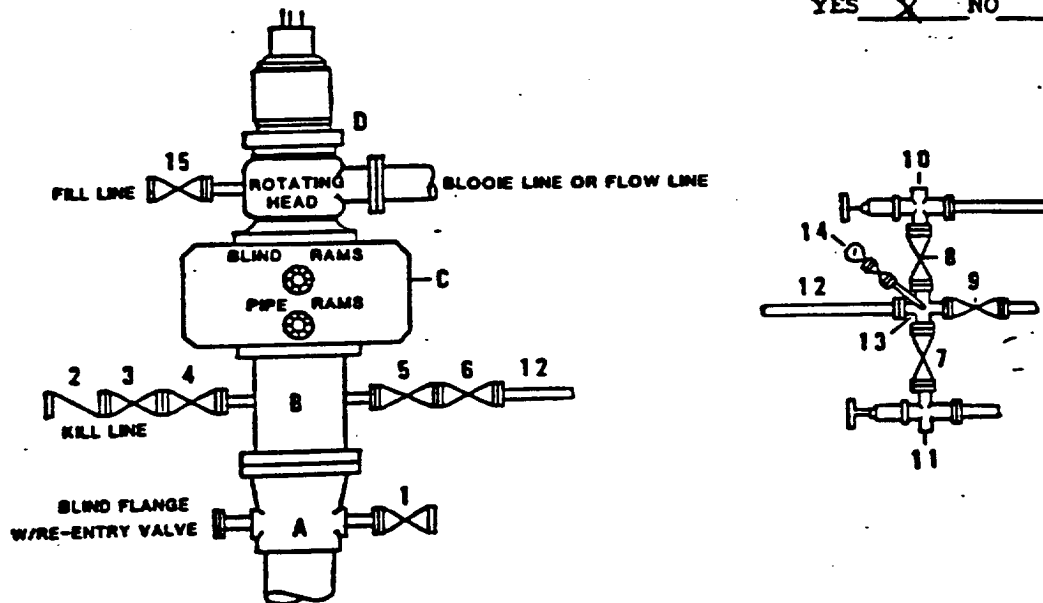 YES X NO
D
15
10
FILL LINE
ROTATING
HEAD
BLOOIE LINE OR FLOW LINE
14
8
BLIND RAMS
C
9
PIPE RAMS
12
13
7
2 3 4
5 6 12
B
KILL LINE
11
1
BLIND FLANGE
W/RE-ENTRY VALVE
A